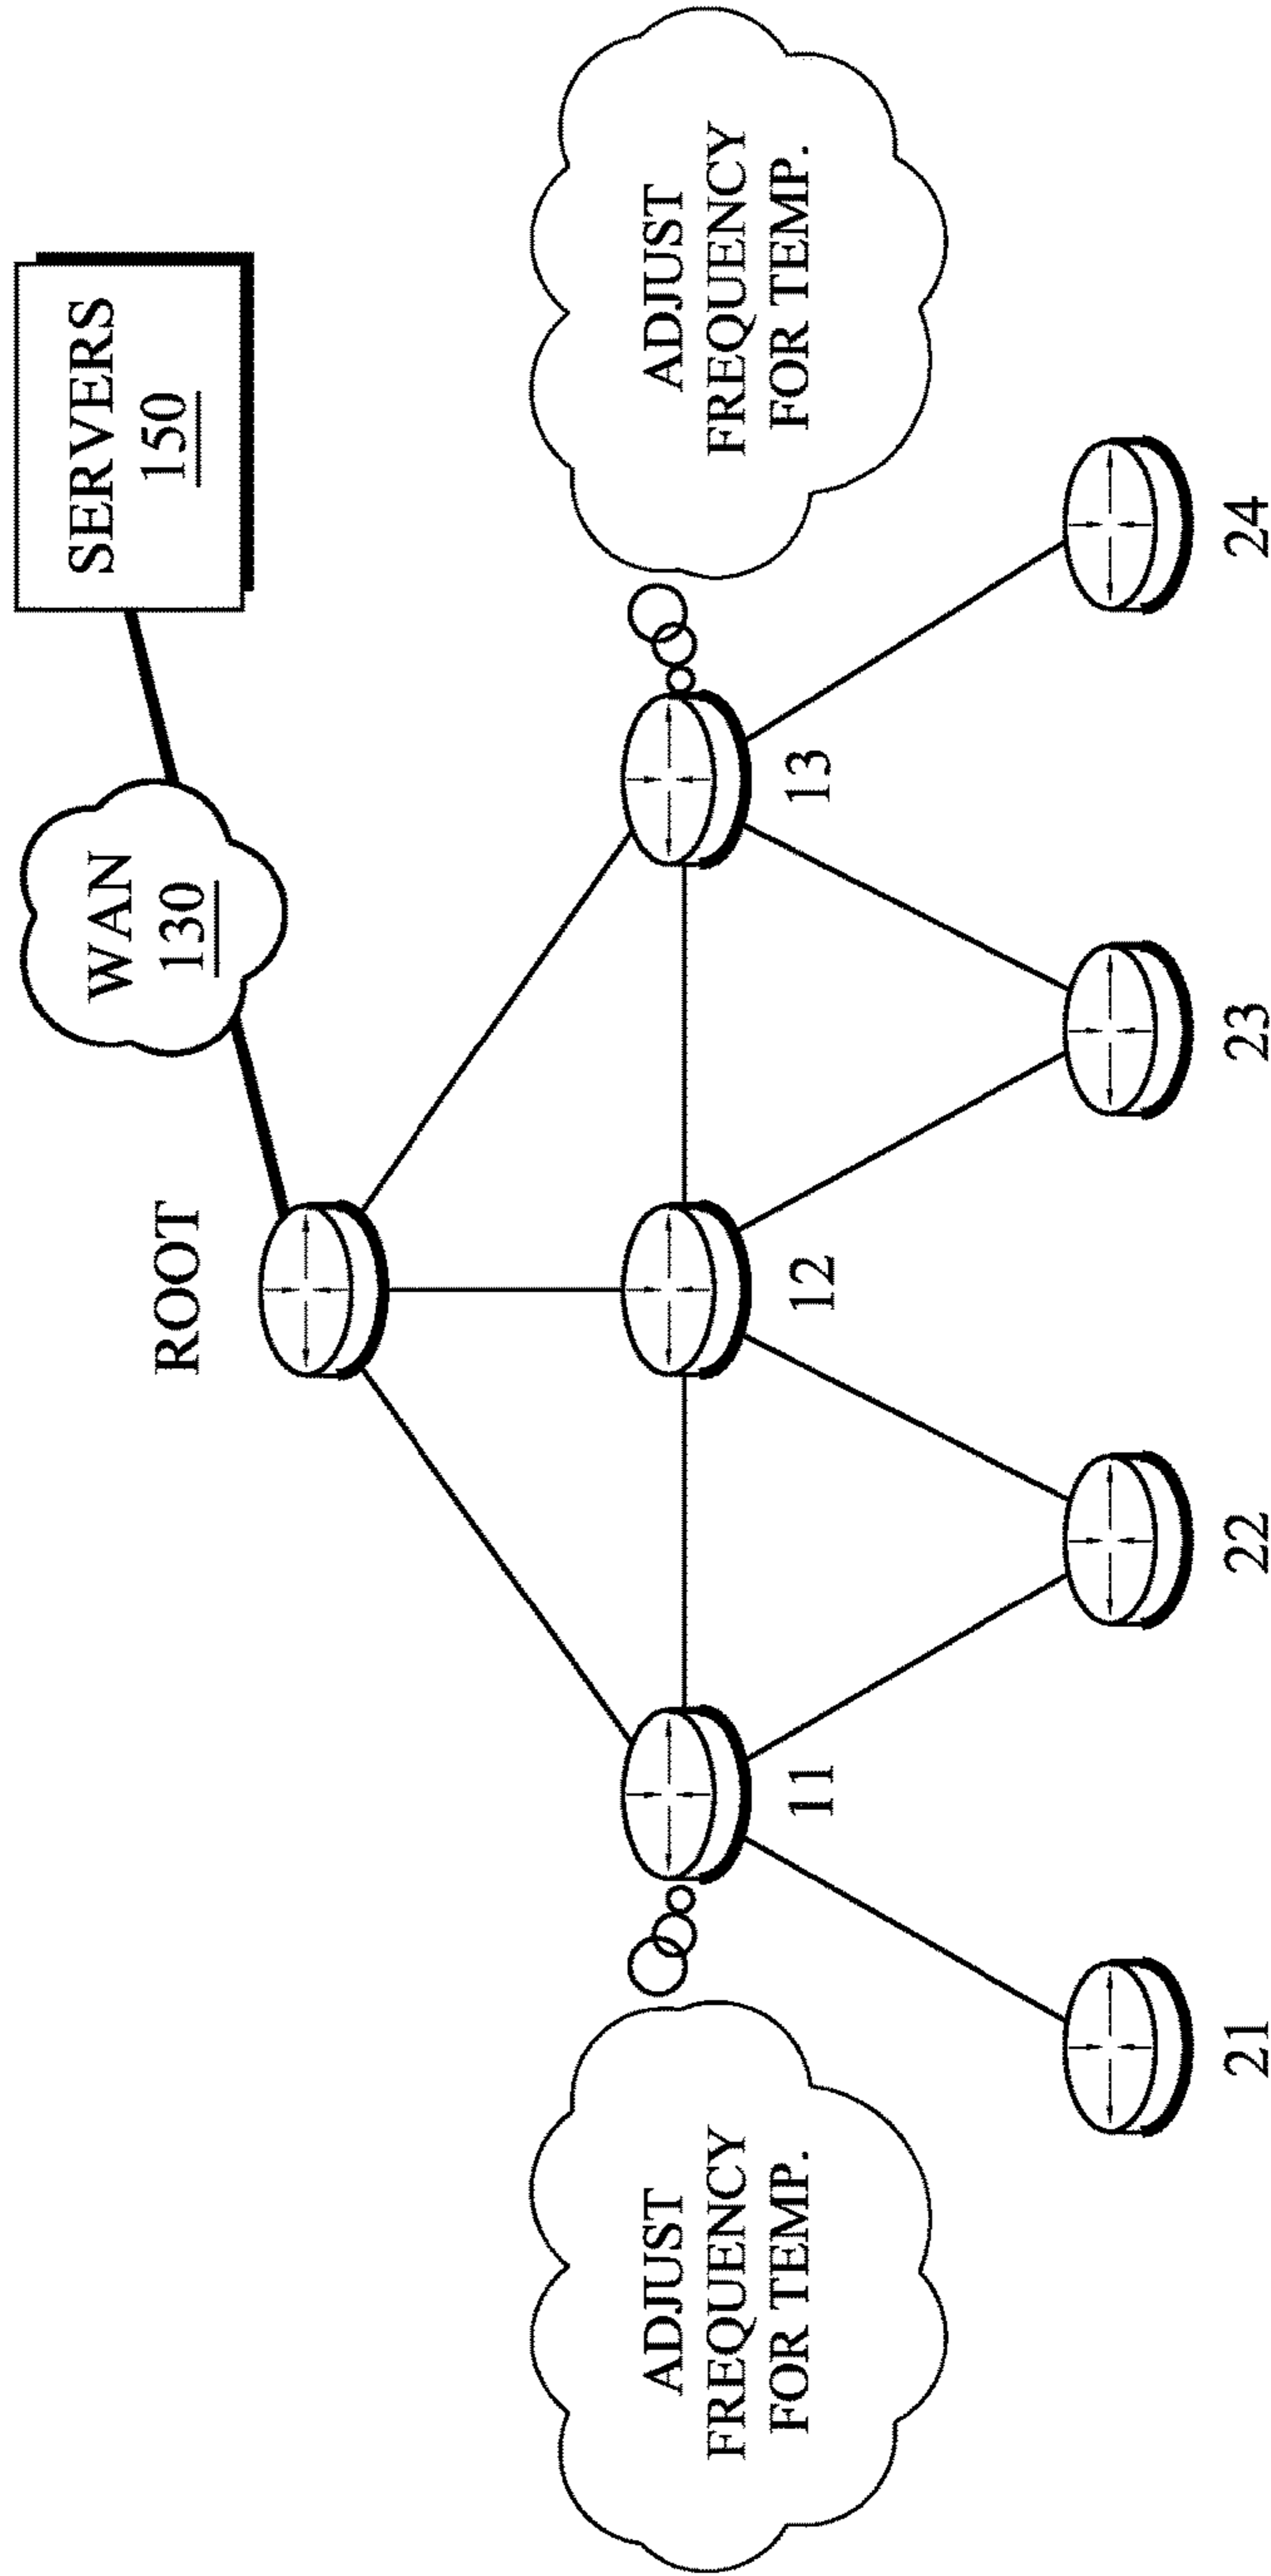 SERVERS
150
WAN
130
ROOT
ADJUST
FREQUENCY
FOR TEMP.
11
12
13
ADJUST
FREQUENCY
FOR TEMP.
21
22
23
24